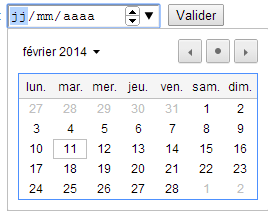 jj/mm/aaaa Valider
février 2014
lun. mar. mer. jeu. ven. sam. dim.
27 28 29 30 31 1 2
3 4 5 6 7 8 9
10 11 12 13 14 15 16
17 18 19 20 21 22 23
24 25 26 27 28 1 2